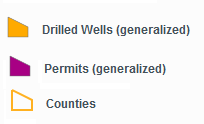 Drilled Wells (generalized)
Permits (generalized)
Counties